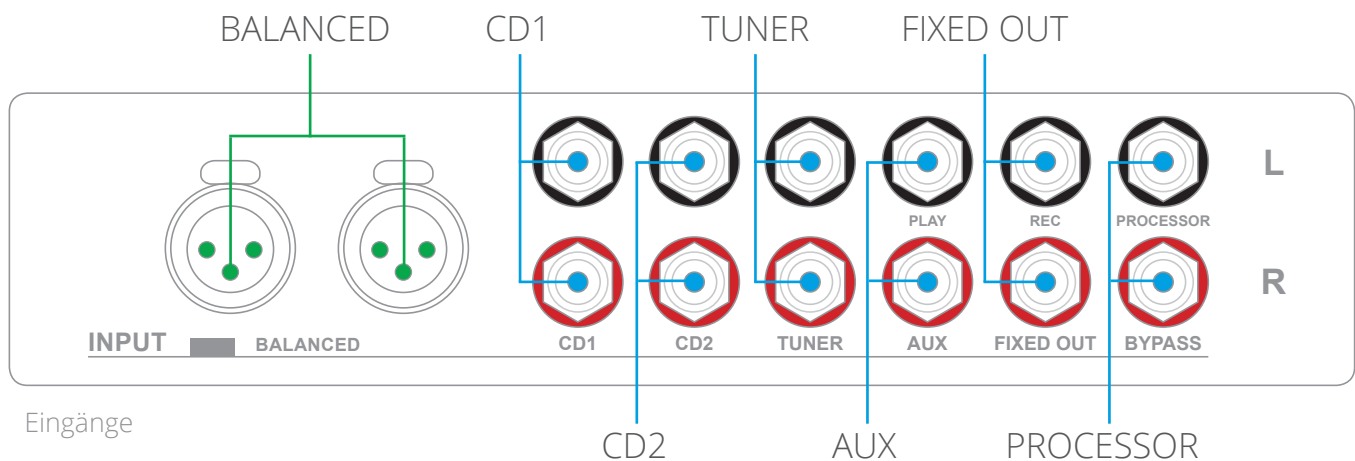 BALANCED CD1 TUNER FIXED OUT
L
PLAY REC PROCESSOR
R
INPUT BALANCED CD1 CD2 TUNER AUX FIXED OUT BYPASS
Eingänge
CD2 AUX PROCESSOR